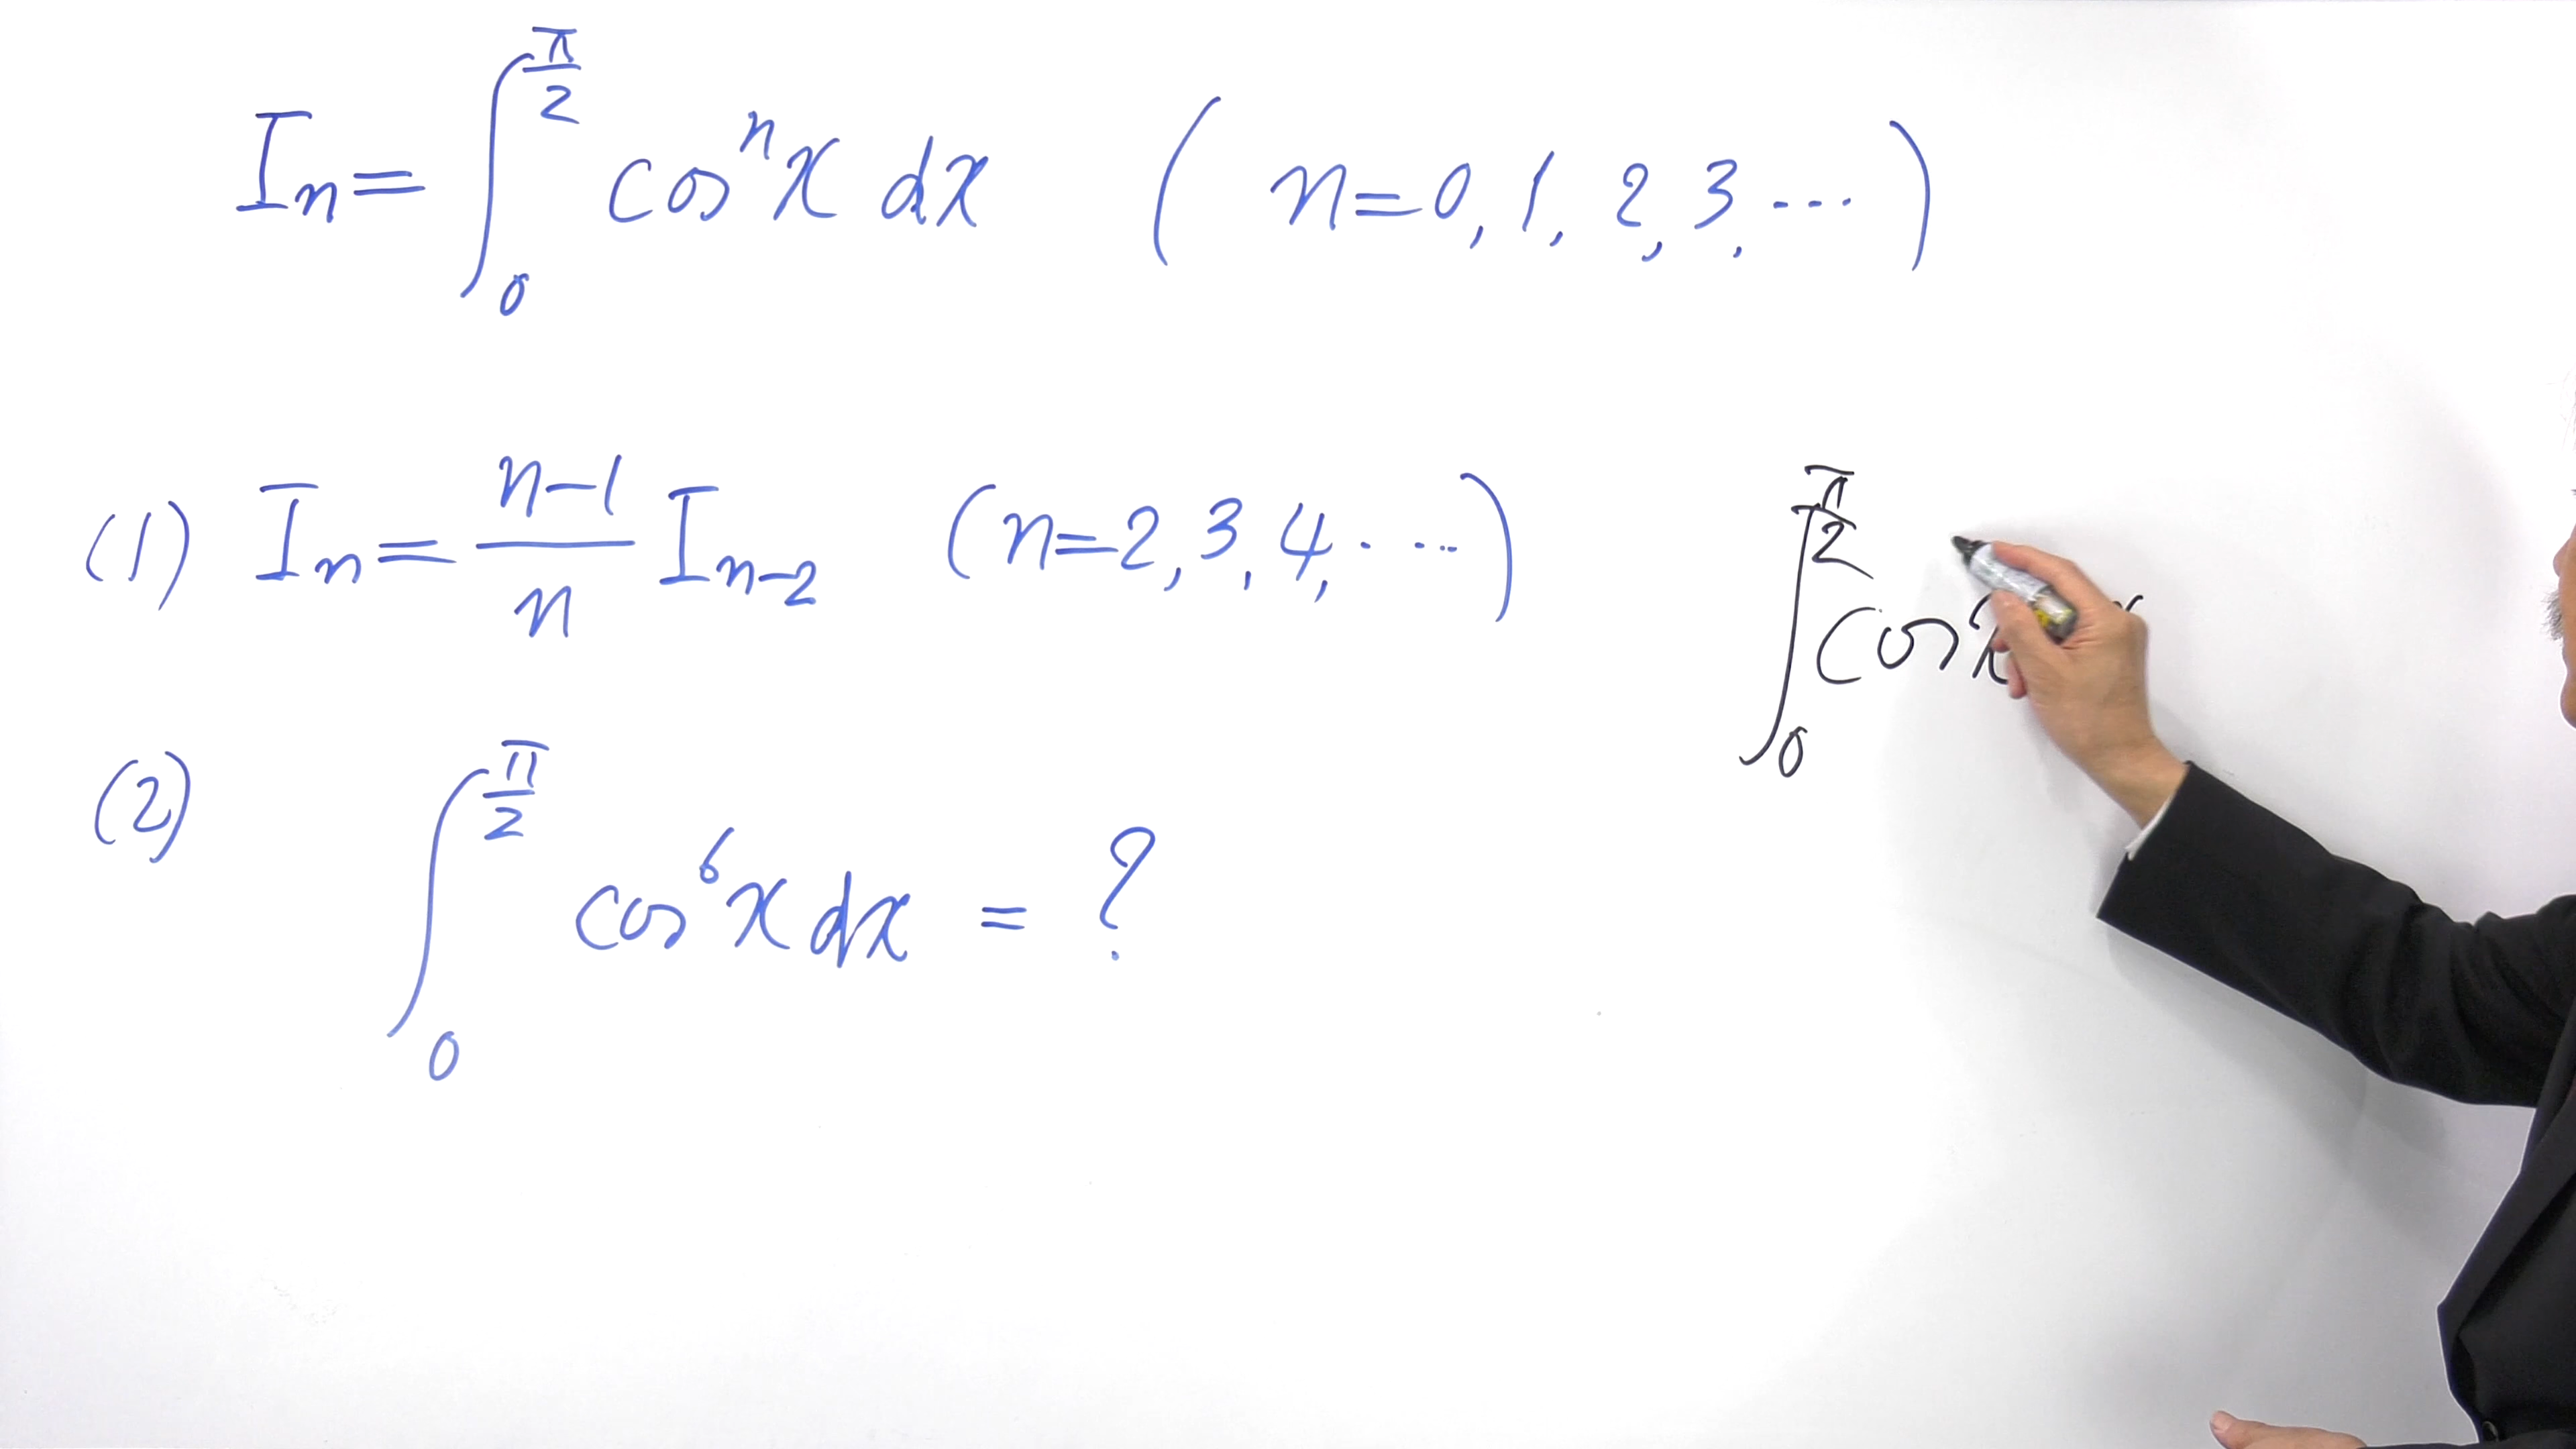 Iₙ = ∫₀^(π/2) cosⁿx dx ( n=0, 1, 2, 3, ⋯ )
(1) Iₙ = (n−1)/n Iₙ₋₂ (n=2, 3, 4, ⋯)
∫₀^(π/2) cos x
(2) ∫₀^(π/2) cos⁶x dx = ?